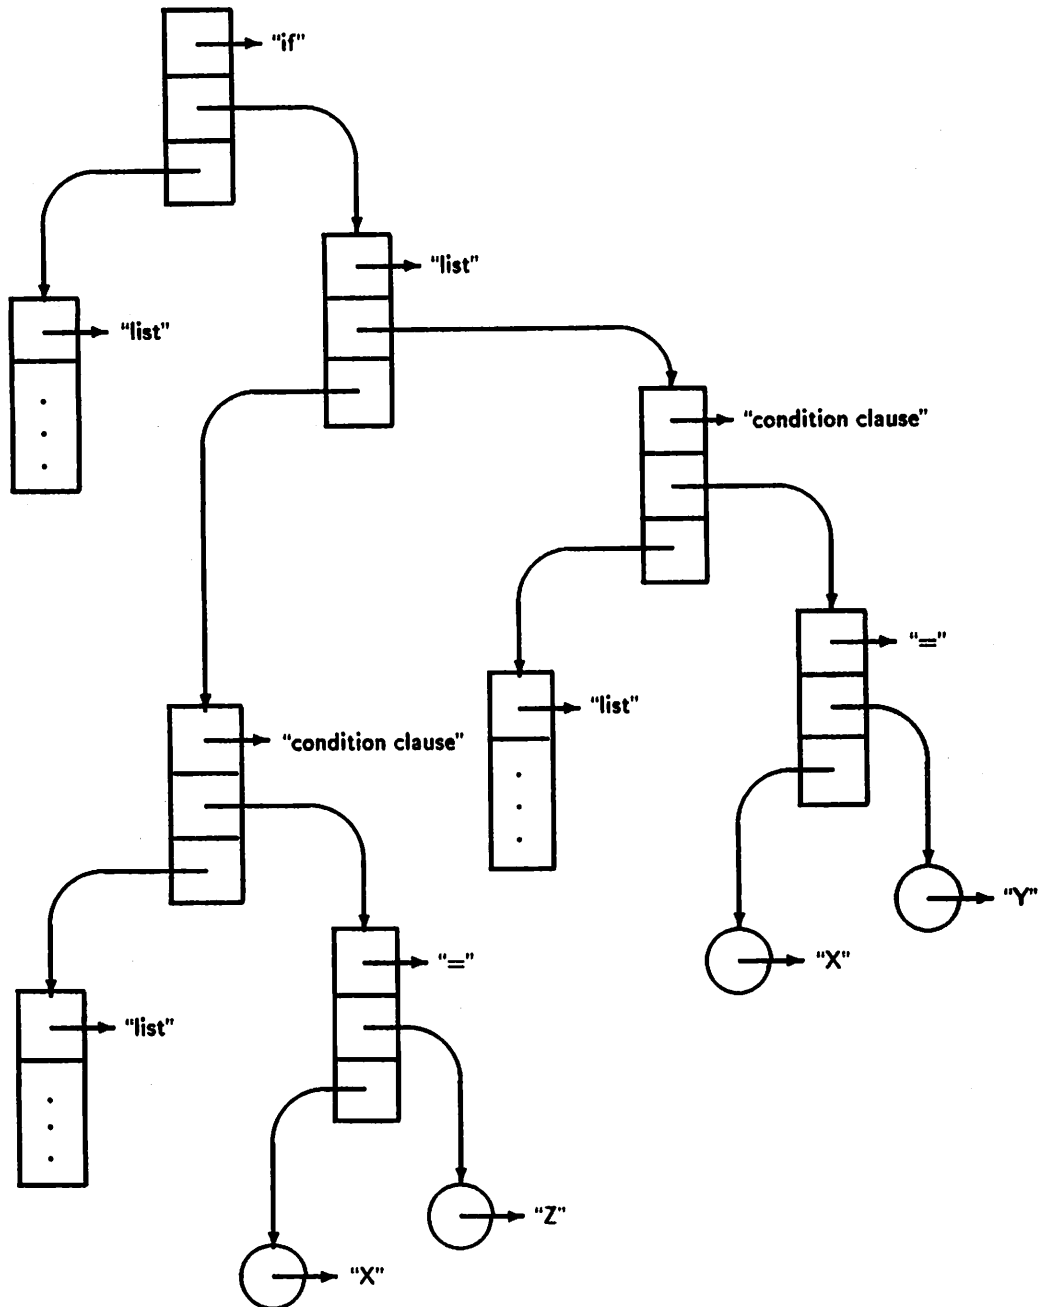 “if”
“list”
“list”
“condition clause”
“=”
“list”
“condition clause”
“Y”
“X”
“=”
“list”
“Z”
“X”